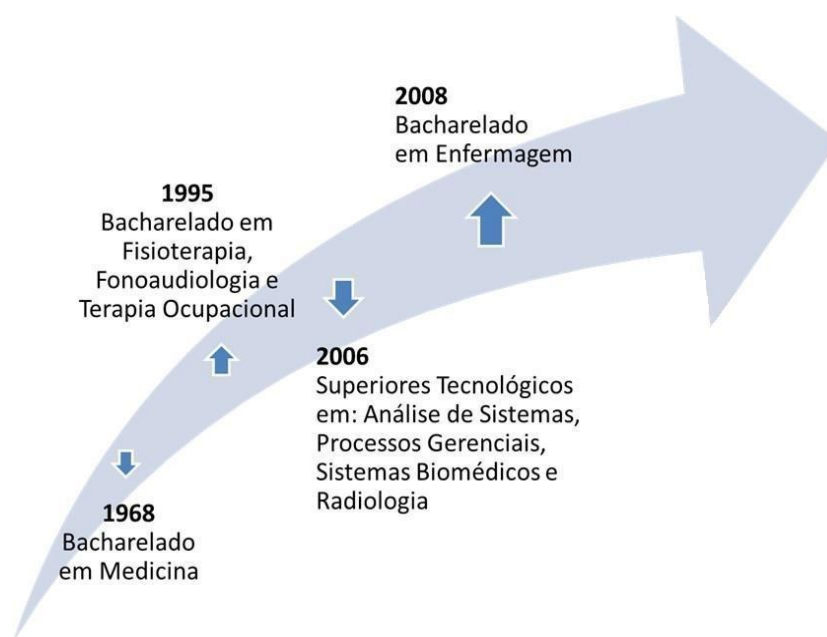 2008
Bacharelado
em Enfermagem
1995
Bacharelado em
Fisioterapia,
Fonoaudiologia e
Terapia Ocupacional
2006
Superiores Tecnológicos
em: Análise de Sistemas,
Processos Gerenciais,
Sistemas Biomédicos e
Radiologia
1968
Bacharelado
em Medicina